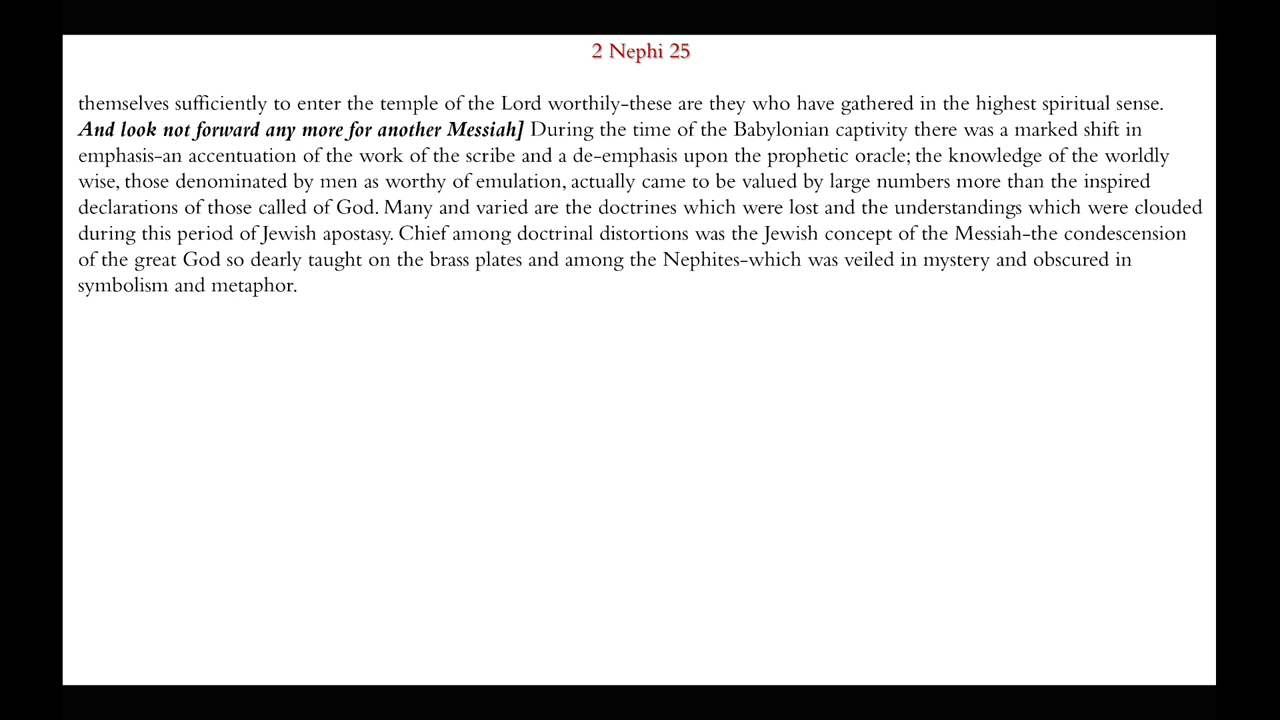 2 Nephi 25
themselves sufficiently to enter the temple of the Lord worthily-these are they who have gathered in the highest spiritual sense.
And look not forward any more for another Messiah] During the time of the Babylonian captivity there was a marked shift in
emphasis-an accentuation of the work of the scribe and a de-emphasis upon the prophetic oracle; the knowledge of the worldly
wise, those denominated by men as worthy of emulation, actually came to be valued by large numbers more than the inspired
declarations of those called of God. Many and varied are the doctrines which were lost and the understandings which were clouded
during this period of Jewish apostasy. Chief among doctrinal distortions was the Jewish concept of the Messiah-the condescension
of the great God so dearly taught on the brass plates and among the Nephites-which was veiled in mystery and obscured in
symbolism and metaphor.